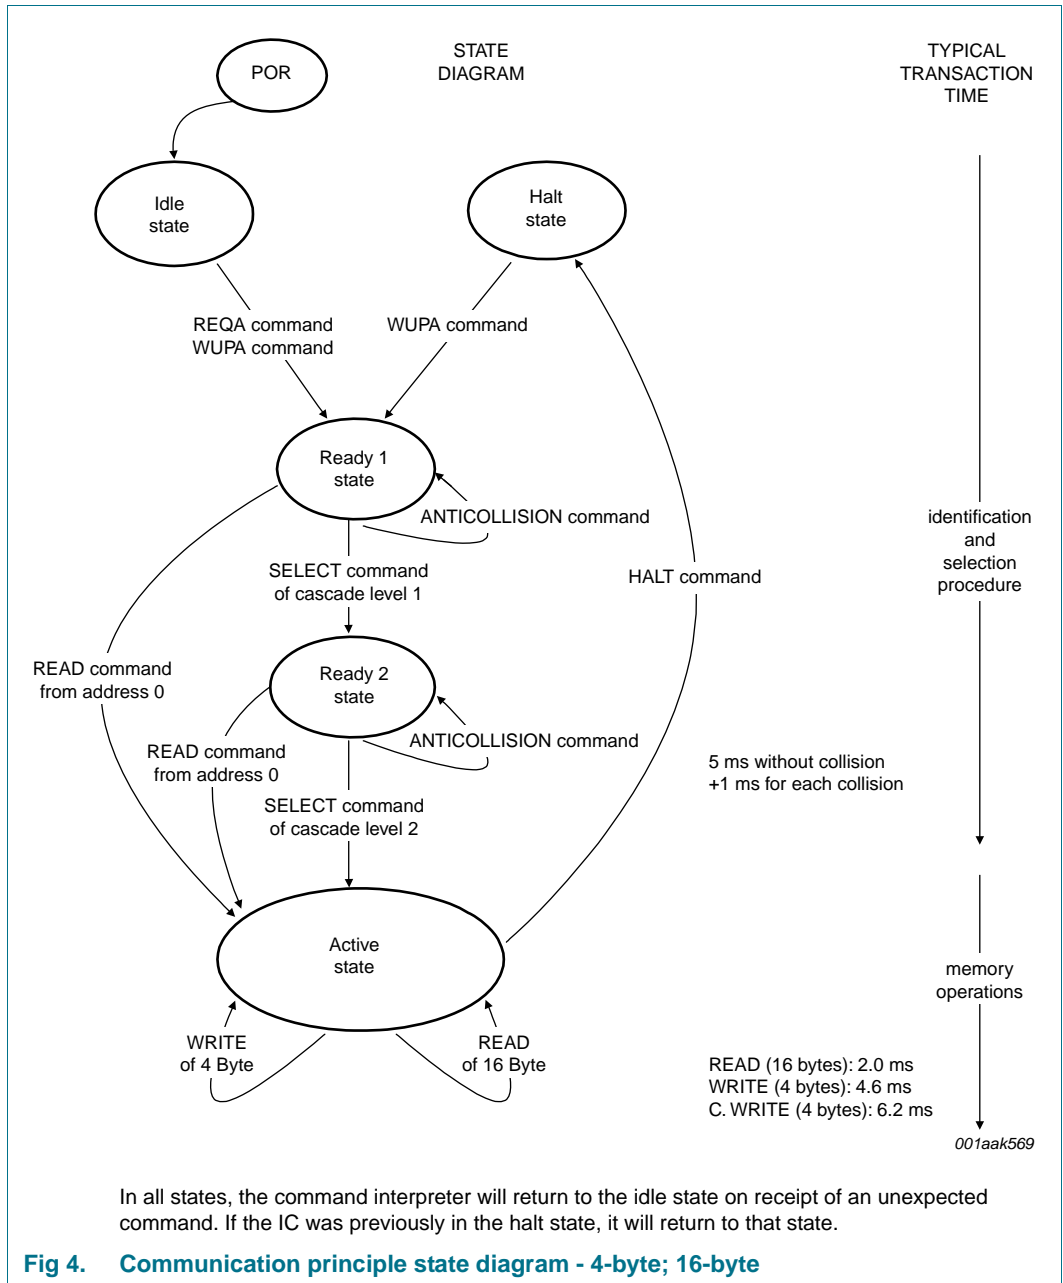 POR
STATE
DIAGRAM
TYPICAL
TRANSACTION
TIME
Idle
state
Halt
state
REQA command
WUPA command
WUPA command
Ready 1
state
ANTICOLLISION command
identification
and
selection
procedure
SELECT command
of cascade level 1
HALT command
READ command
from address 0
Ready 2
state
ANTICOLLISION command
READ command
from address 0
5 ms without collision
+1 ms for each collision
SELECT command
of cascade level 2
Active
state
memory
operations
WRITE
of 4 Byte
READ
of 16 Byte
READ (16 bytes): 2.0 ms
WRITE (4 bytes): 4.6 ms
C. WRITE (4 bytes): 6.2 ms
001aak569
In all states, the command interpreter will return to the idle state on receipt of an unexpected
command. If the IC was previously in the halt state, it will return to that state.
Fig 4. Communication principle state diagram - 4-byte; 16-byte